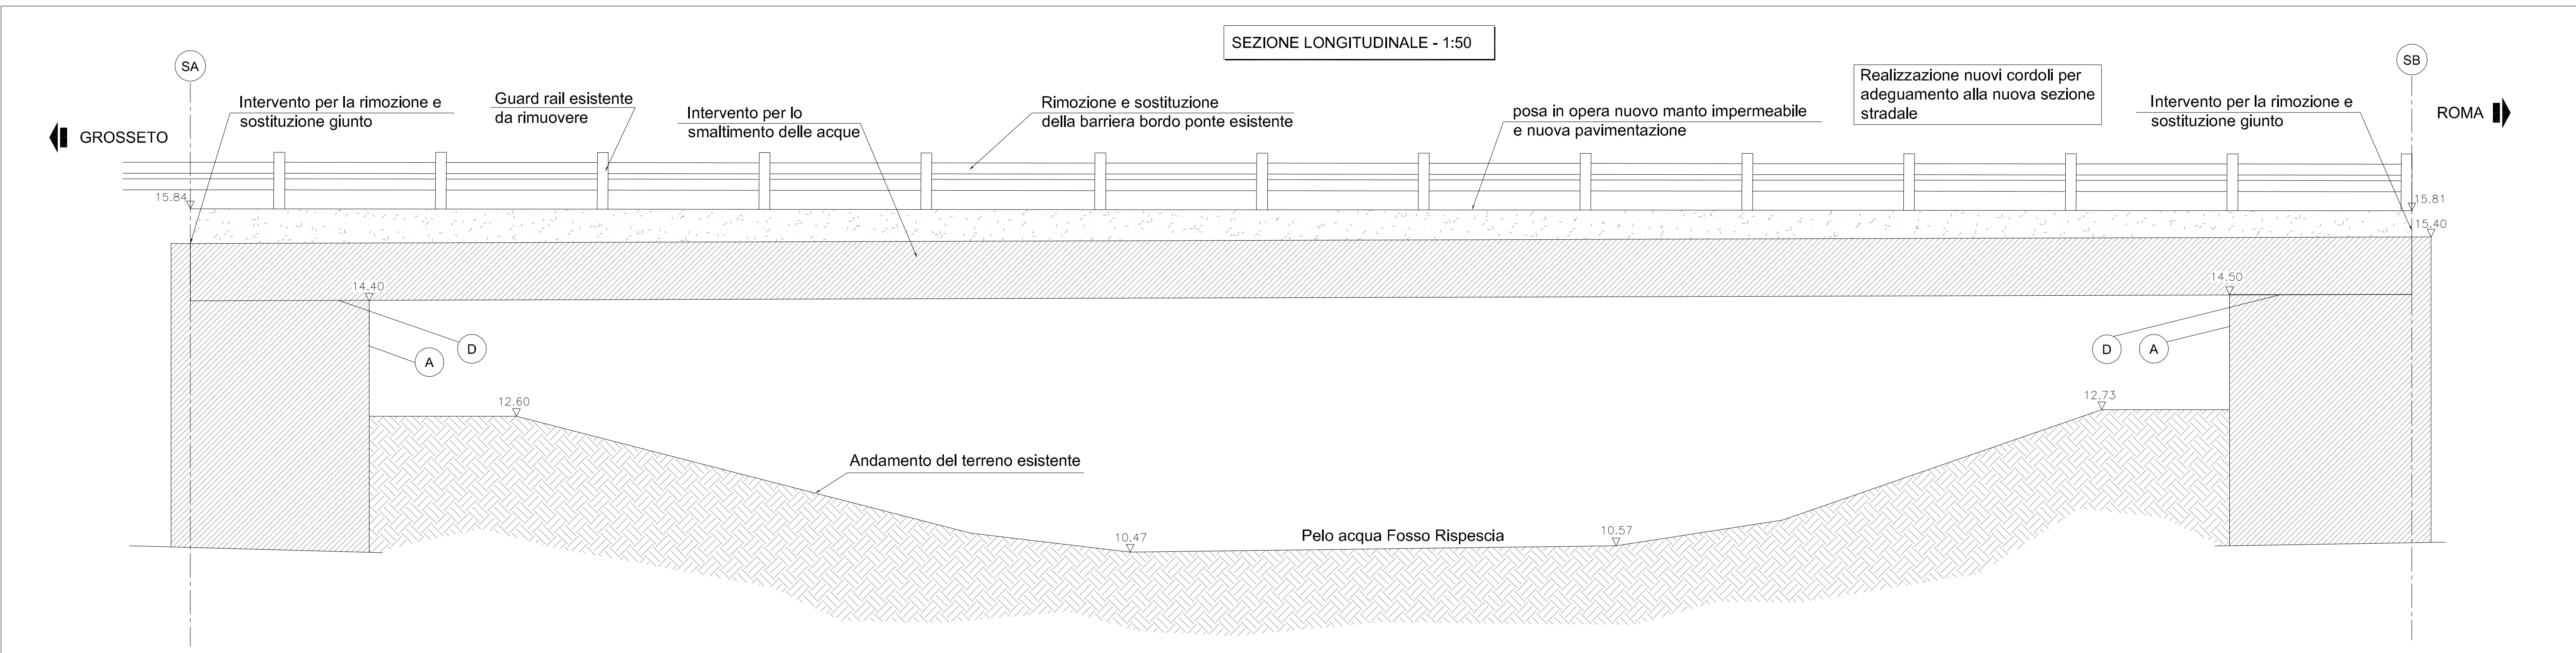 SEZIONE LONGITUDINALE - 1:50
SA
SB
GROSSETO
ROMA
Intervento per la rimozione e
sostituzione giunto
Guard rail esistente
da rimuovere
Intervento per lo
smaltimento delle acque
Rimozione e sostituzione
della barriera bordo ponte esistente
posa in opera nuovo manto impermeabile
e nuova pavimentazione
Realizzazione nuovi cordoli per
adeguamento alla nuova sezione
stradale
Intervento per la rimozione e
sostituzione giunto
15.84
15.81
15.40
14.40
14.50
D
A
D
A
12.60
12.73
Andamento del terreno esistente
10.47
Pelo acqua Fosso Rispescia
10.57